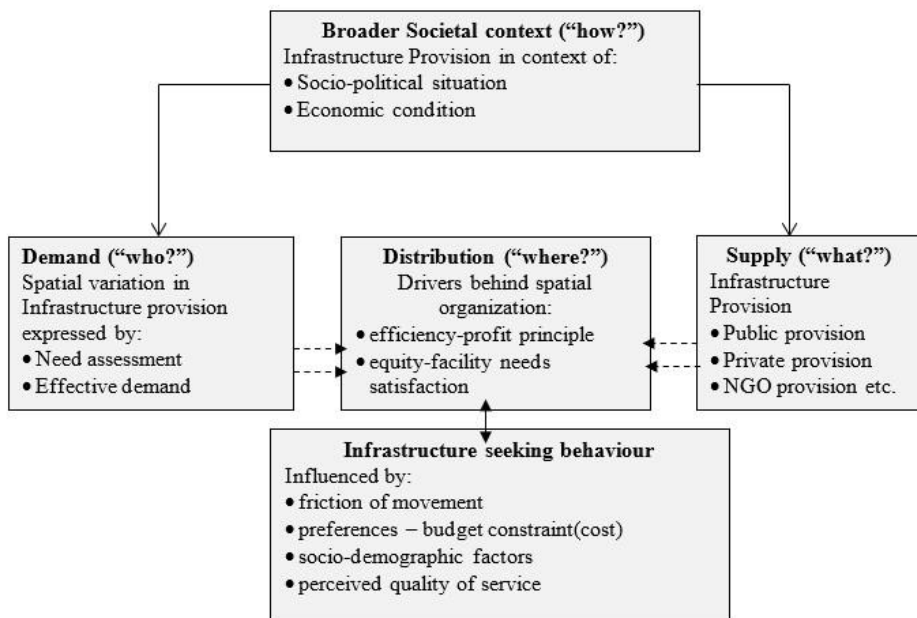 Broader Societal context (“how?”)
Infrastructure Provision in context of:
• Socio-political situation
• Economic condition
Demand (“who?”)
Spatial variation in
Infrastructure provision
expressed by:
• Need assessment
• Effective demand
Distribution (“where?”)
Drivers behind spatial
organization:
• efficiency-profit principle
• equity-facility needs
satisfaction
Supply (“what?”)
Infrastructure
Provision
• Public provision
• Private provision
• NGO provision etc.
Infrastructure seeking behaviour
Influenced by:
• friction of movement
• preferences – budget constraint(cost)
• socio-demographic factors
• perceived quality of service